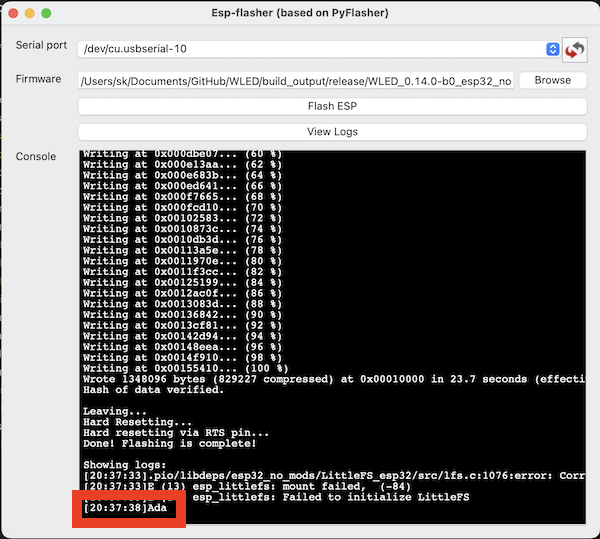 Esp-flasher (based on PyFlasher)
Serial port
/dev/cu.usbserial-10
Firmware
/Users/sk/Documents/GitHub/WLED/build_output/release/WLED_0.14.0-b0_esp32_no
Browse
Flash ESP
View Logs
Console
Writing at 0x000dbe07... (60 %)
Writing at 0x000e13aa... (62 %)
Writing at 0x000e683b... (64 %)
Writing at 0x000ed641... (66 %)
Writing at 0x000f7665... (68 %)
Writing at 0x000fcd10... (70 %)
Writing at 0x00102583... (72 %)
Writing at 0x0010873c... (74 %)
Writing at 0x0010db3d... (76 %)
Writing at 0x00113a5e... (78 %)
Writing at 0x0011970e... (80 %)
Writing at 0x0011f3cc... (82 %)
Writing at 0x00125199... (84 %)
Writing at 0x0012ac0f... (86 %)
Writing at 0x0013083d... (88 %)
Writing at 0x00136842... (90 %)
Writing at 0x0013cf81... (92 %)
Writing at 0x00142d94... (94 %)
Writing at 0x00148eea... (96 %)
Writing at 0x0014f910... (98 %)
Writing at 0x00155410... (100 %)
Wrote 1348096 bytes (829227 compressed) at 0x00010000 in 23.7 seconds (effecti
Hash of data verified.
Leaving...
Hard Resetting...
Hard resetting via RTS pin...
Done! Flashing is complete!
Showing logs:
[20:37:33].pio/libdeps/esp32_no_mods/LittleFS_esp32/src/lfs.c:1076:error: Corr
[20:37:33]E (13) esp_littlefs: mount failed, (-84)
esp_littlefs: Failed to initialize LittleFS
[20:37:38]Ada